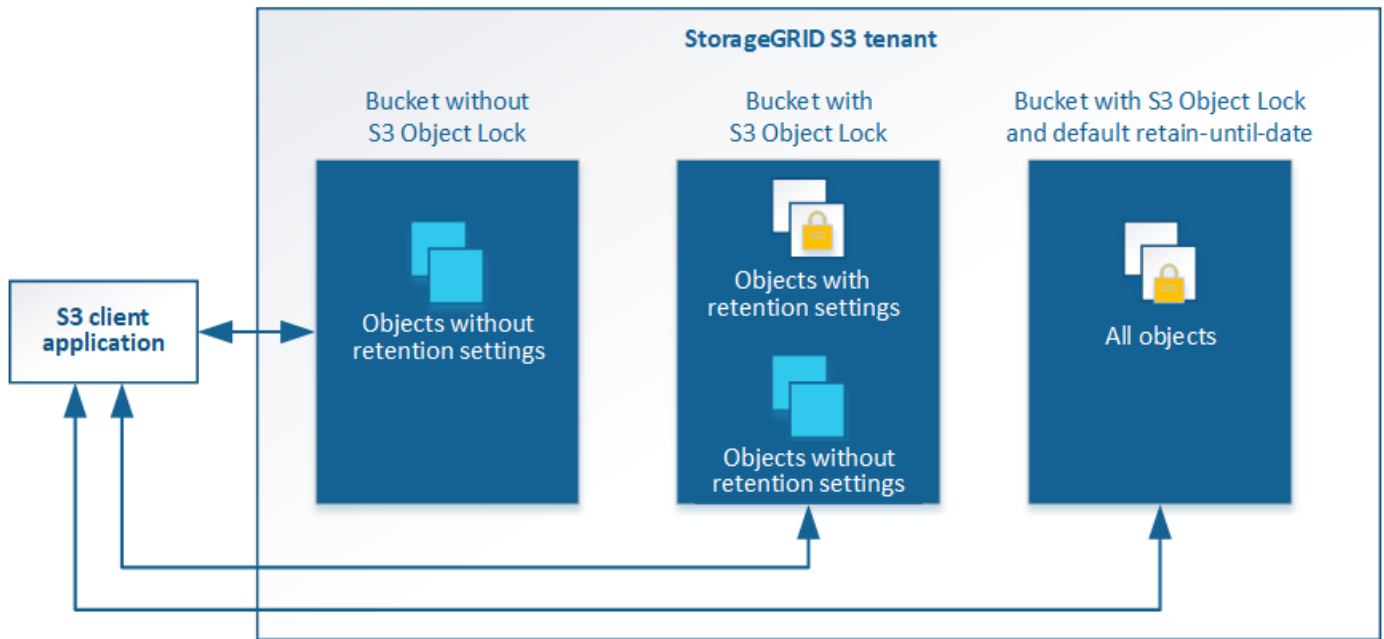 StorageGRID S3 tenant
Bucket without
S3 Object Lock
Bucket with
S3 Object Lock
Bucket with S3 Object Lock
and default retain-until-date
S3 client
application
Objects without
retention settings
Objects with
retention settings
Objects without
retention settings
All objects